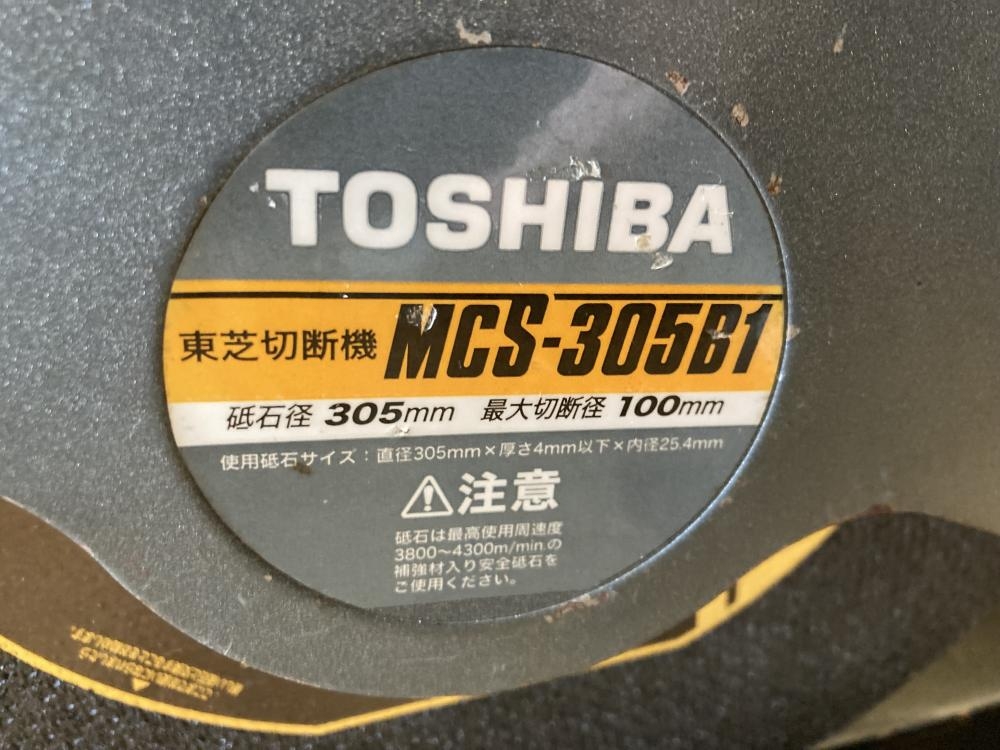 TOSHIBA
東芝切断機 MCS-305B1
砥石径 305mm 最大切断径 100mm
使用砥石サイズ：直径305mm×厚さ4mm以下×内径25.4mm
⚠注意
砥石は最高使用周速度
3800～4300m/min.の
補強材入り安全砥石を
ご使用ください。